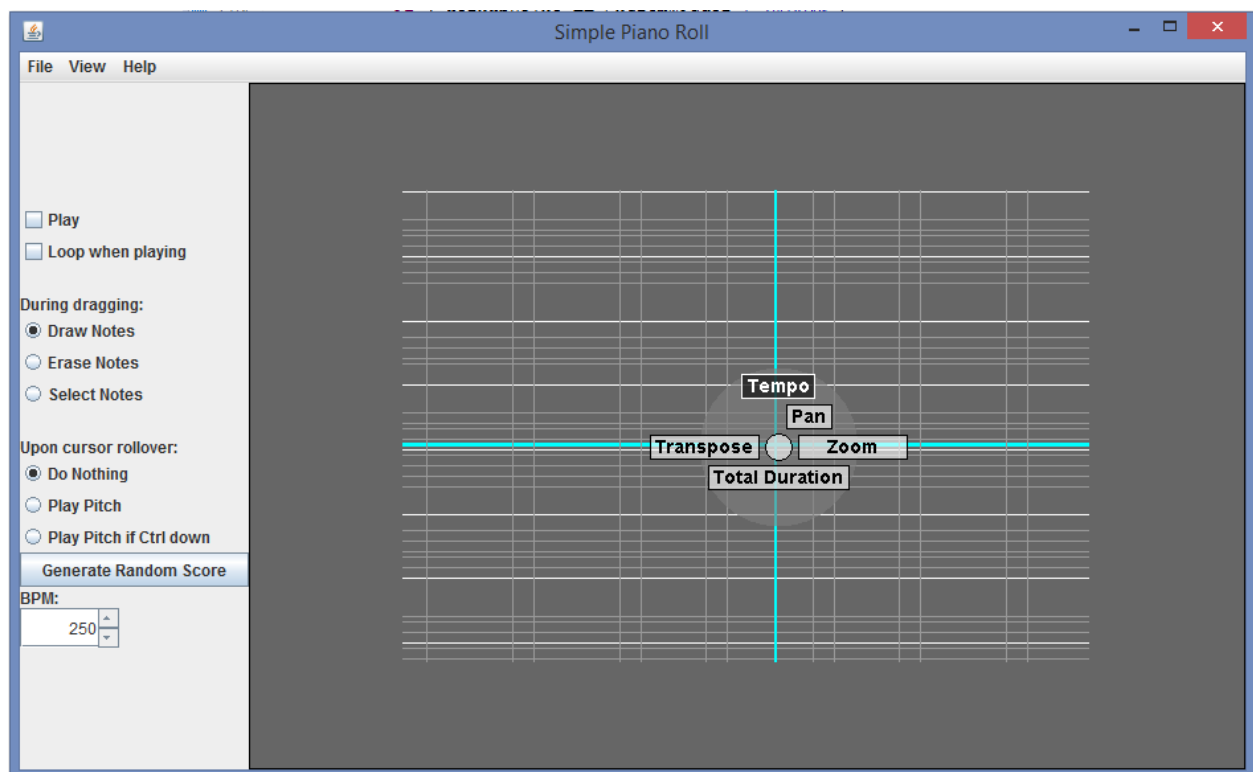 Simple Piano Roll
File View Help
Play
Loop when playing
During dragging:
Draw Notes
Erase Notes
Select Notes
Upon cursor rollover:
Do Nothing
Play Pitch
Play Pitch if Ctrl down
Generate Random Score
BPM:
250
Tempo
Pan
Transpose
Zoom
Total Duration